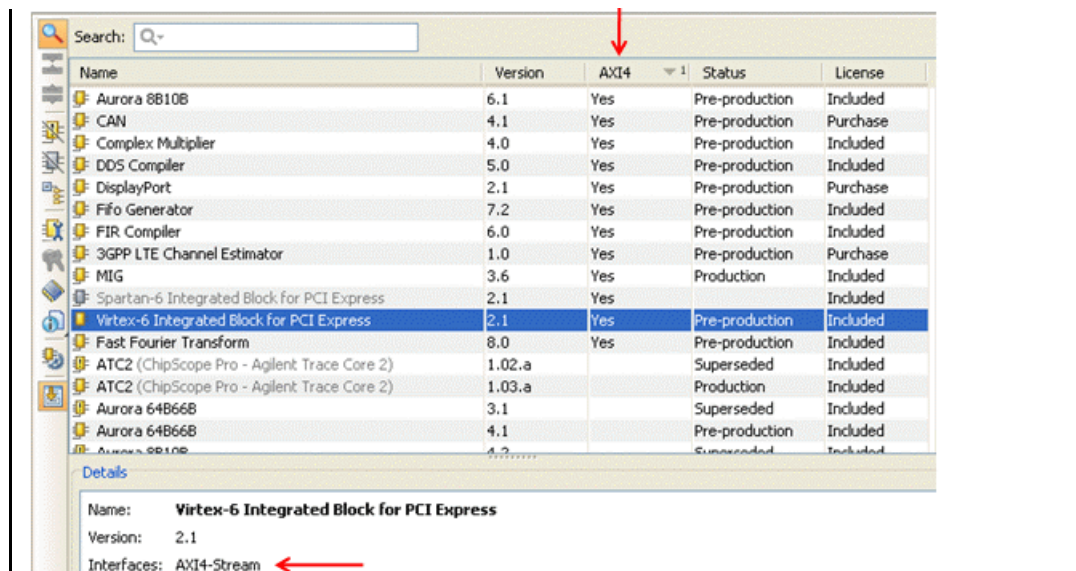 Search:
Name Version AXI4 1 Status License
Aurora 8B10B 6.1 Yes Pre-production Included
CAN 4.1 Yes Pre-production Purchase
Complex Multiplier 4.0 Yes Pre-production Included
DDS Compiler 5.0 Yes Pre-production Included
DisplayPort 2.1 Yes Pre-production Purchase
Fifo Generator 7.2 Yes Pre-production Included
FIR Compiler 6.0 Yes Pre-production Included
3GPP LTE Channel Estimator 1.0 Yes Pre-production Purchase
MIG 3.6 Yes Production Included
Spartan-6 Integrated Block for PCI Express 2.1 Yes Included
Virtex-6 Integrated Block for PCI Express 2.1 Yes Pre-production Included
Fast Fourier Transform 8.0 Yes Pre-production Included
ATC2 (ChipScope Pro - Agilent Trace Core 2) 1.02.a Superseded Included
ATC2 (ChipScope Pro - Agilent Trace Core 2) 1.03.a Production Included
Aurora 64B66B 3.1 Superseded Included
Aurora 64B66B 4.1 Pre-production Included
Aurora 8B10B Superseded Included
Details
Name: Virtex-6 Integrated Block for PCI Express
Version: 2.1
Interfaces: AXI4-Stream